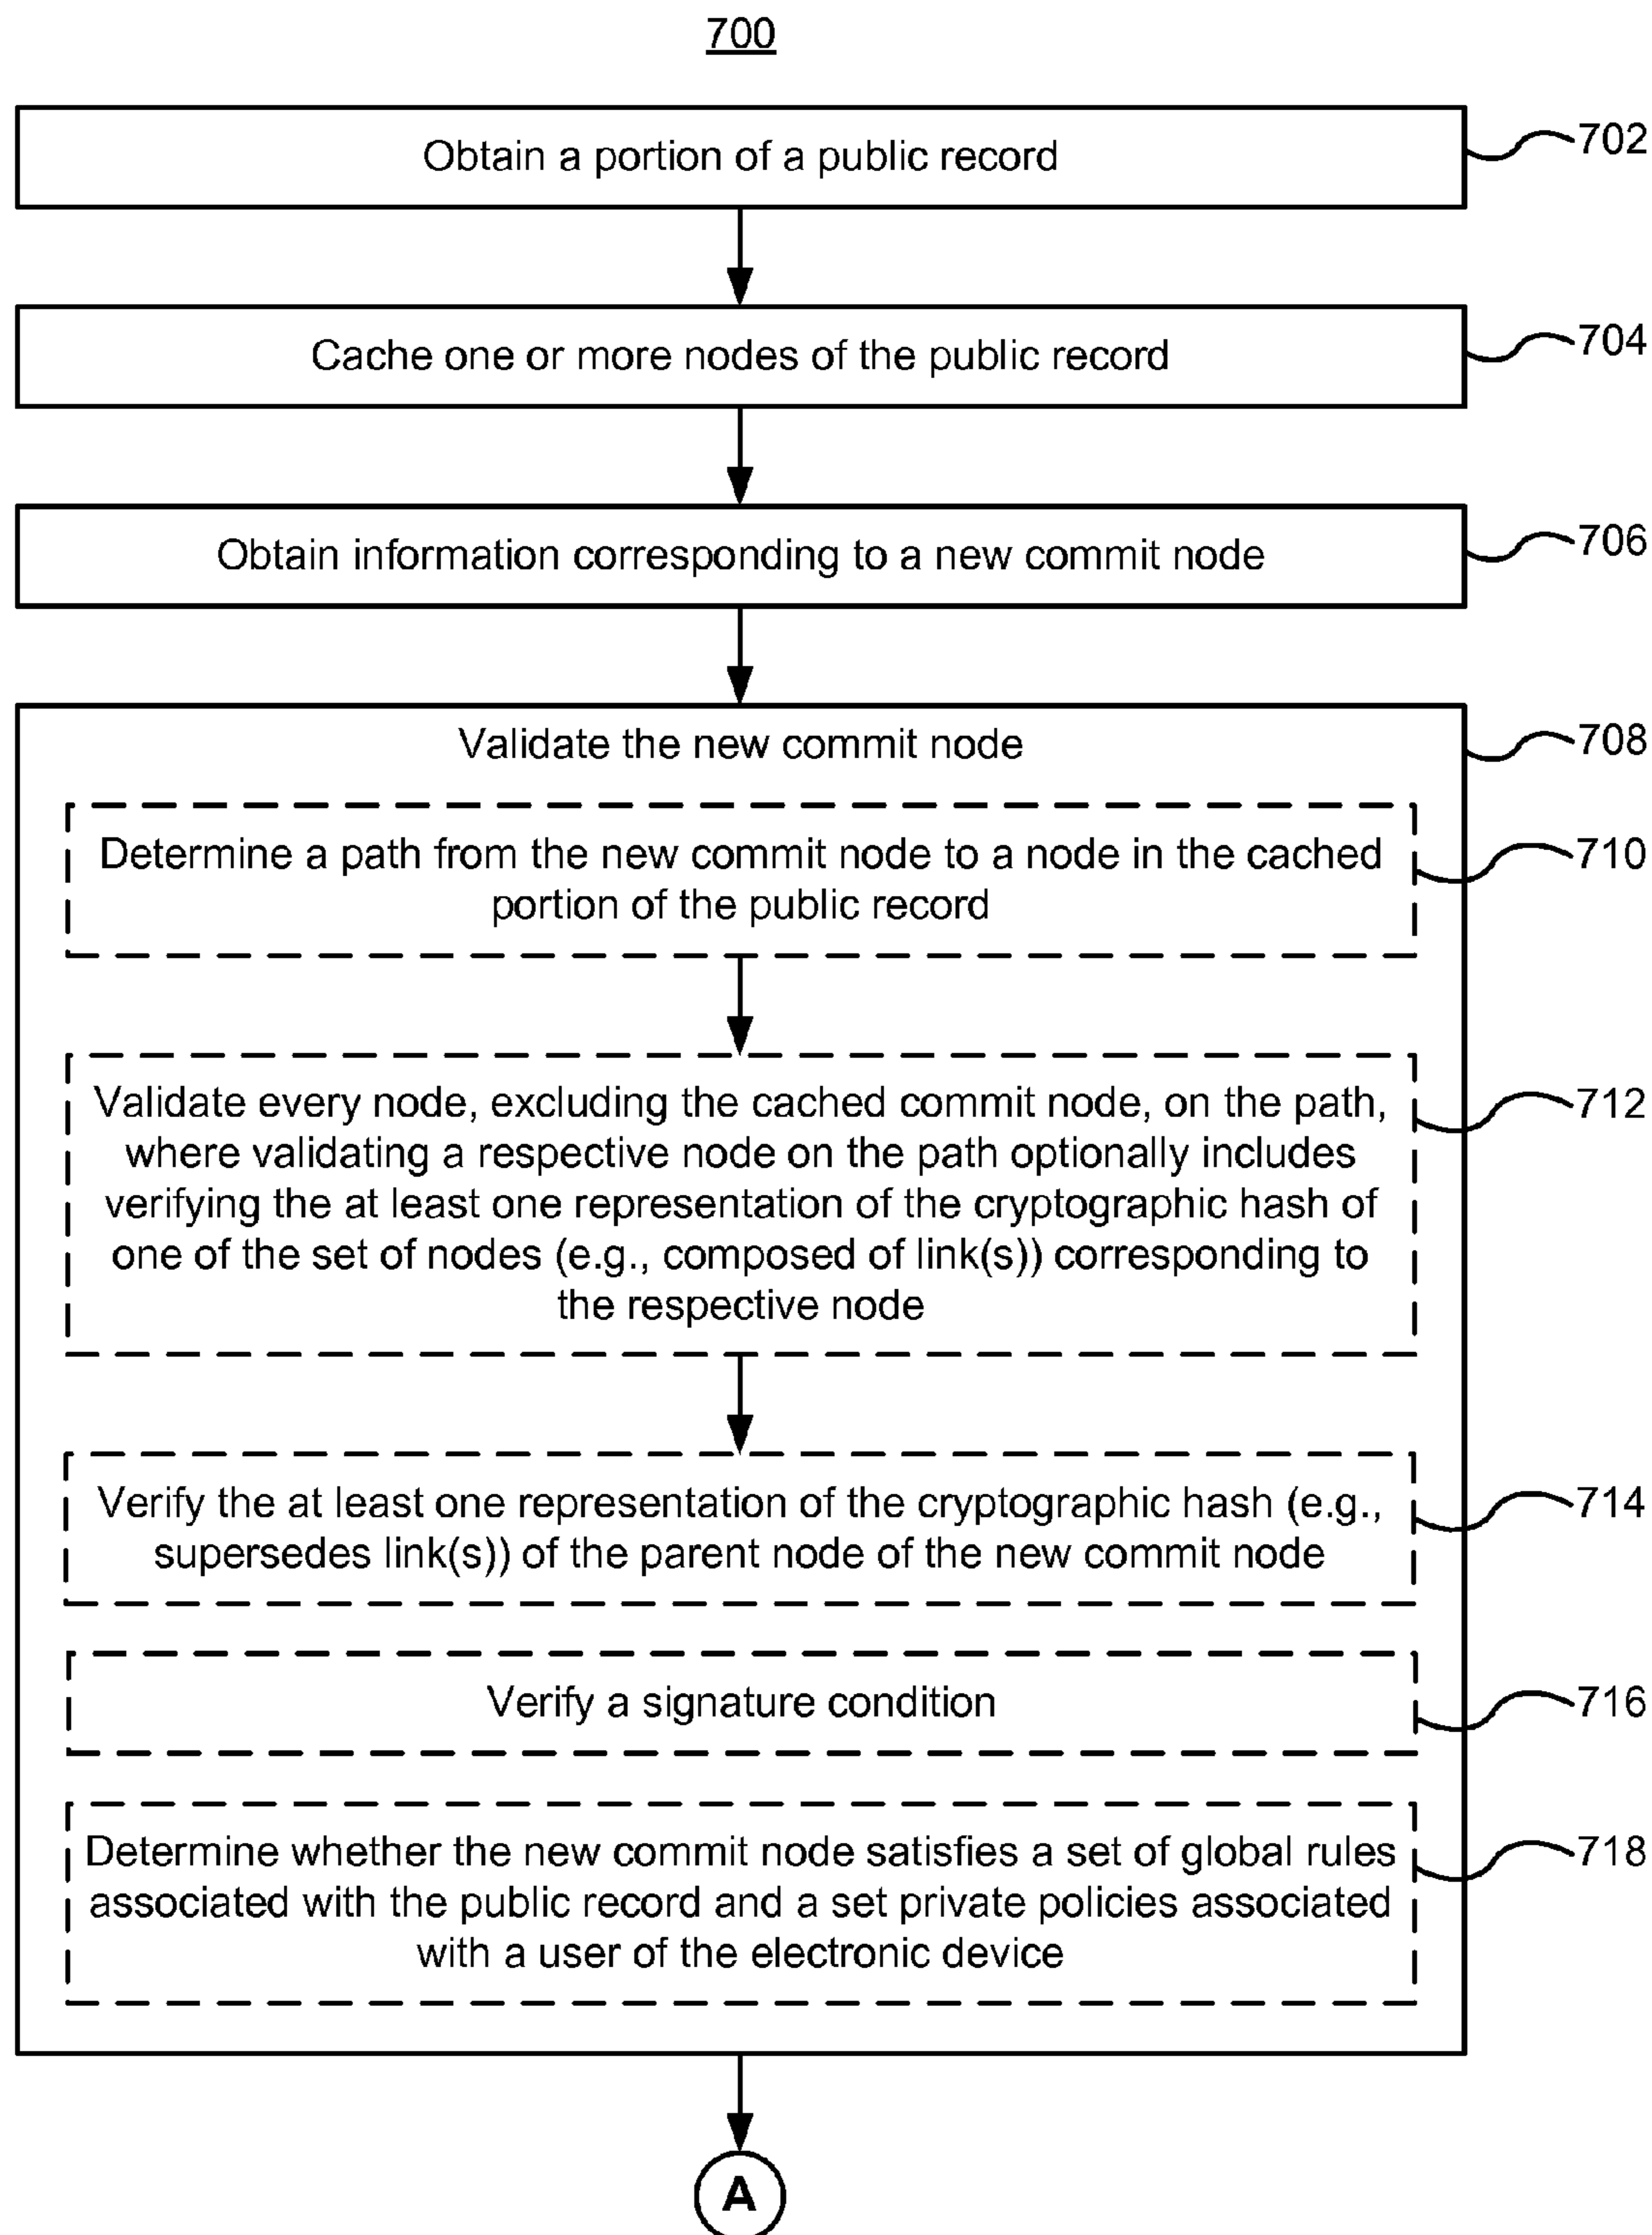 700
Obtain a portion of a public record
702
Cache one or more nodes of the public record
704
Obtain information corresponding to a new commit node
706
Validate the new commit node
708
Determine a path from the new commit node to a node in the cached
portion of the public record
710
Validate every node, excluding the cached commit node, on the path,
where validating a respective node on the path optionally includes
verifying the at least one representation of the cryptographic hash of
one of the set of nodes (e.g., composed of link(s)) corresponding to
the respective node
712
Verify the at least one representation of the cryptographic hash (e.g.,
supersedes link(s)) of the parent node of the new commit node
714
Verify a signature condition
716
Determine whether the new commit node satisfies a set of global rules
associated with the public record and a set private policies associated
with a user of the electronic device
718
A